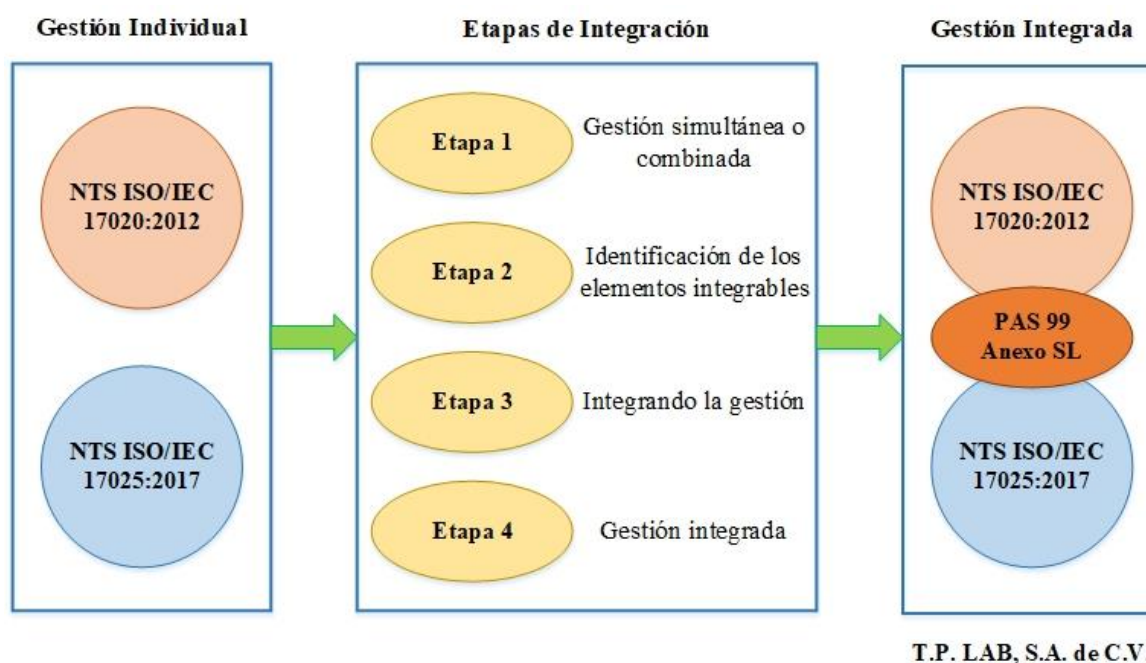 Gestión Individual
NTS ISO/IEC
17020:2012
NTS ISO/IEC
17025:2017
Etapas de Integración
Etapa 1
Gestión simultánea o
combinada
Etapa 2
Identificación de los
elementos integrables
Etapa 3
Integrando la gestión
Etapa 4
Gestión integrada
Gestión Integrada
NTS ISO/IEC
17020:2012
PAS 99
Anexo SL
NTS ISO/IEC
17025:2017
T.P. LAB, S.A. de C.V